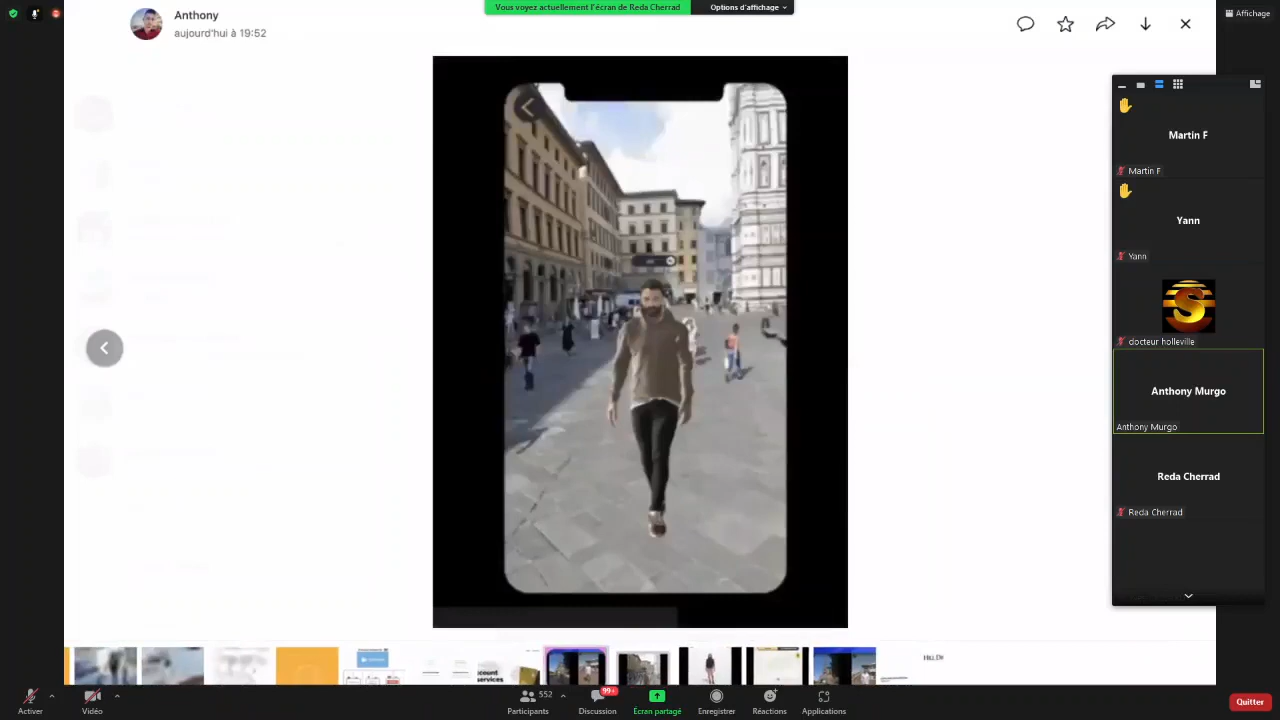 Anthony
aujourd'hui à 19:52
Vous voyez actuellement l'écran de Reda Cherrad
Options d'affichage
Affichage
Martin F
Martin F
Yann
Yann
S
docteur holleville
Anthony Murgo
Anthony Murgo
Reda Cherrad
Reda Cherrad
Activer
Vidéo
552
Participants
99+
Discussion
Écran partagé
Enregistrer
Réactions
Applications
Quitter